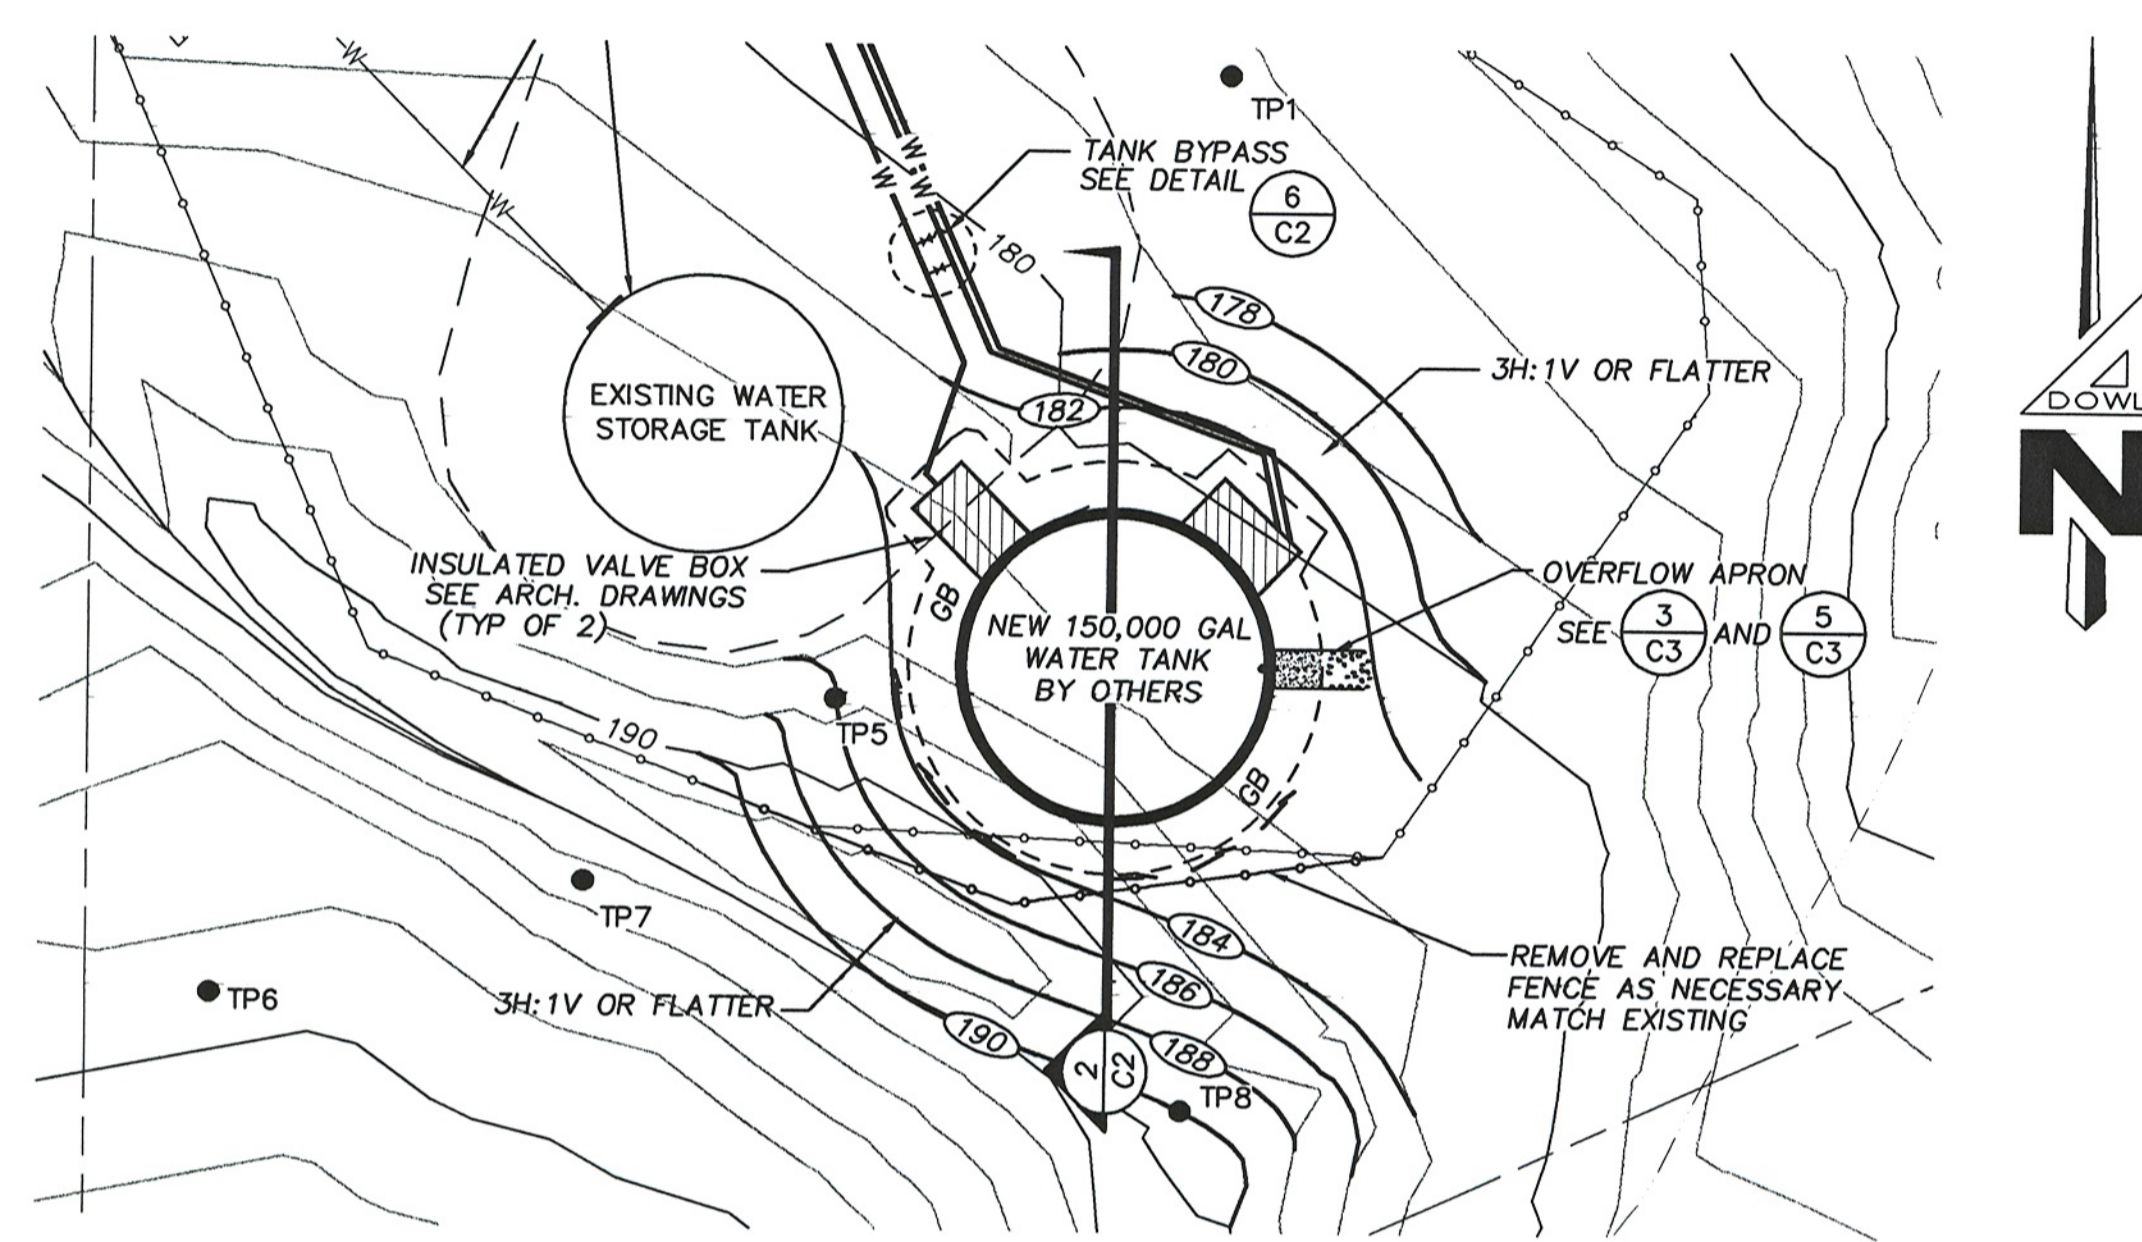 W
TP1
TANK BYPASS
SEE DETAIL
6
C2
W
W
W
W
180
178
180
3H:1V OR FLATTER
182
EXISTING WATER
STORAGE TANK
DOWL
N
INSULATED VALVE BOX
SEE ARCH. DRAWINGS
(TYP OF 2)
GB
NEW 150,000 GAL
WATER TANK
BY OTHERS
OVERFLOW APRON
SEE 3 C3 AND 5 C3
190
TP5
GB
TP7
TP6
3H:1V OR FLATTER
184
186
188
190
2
C2
TP8
REMOVE AND REPLACE
FENCE AS NECESSARY
MATCH EXISTING